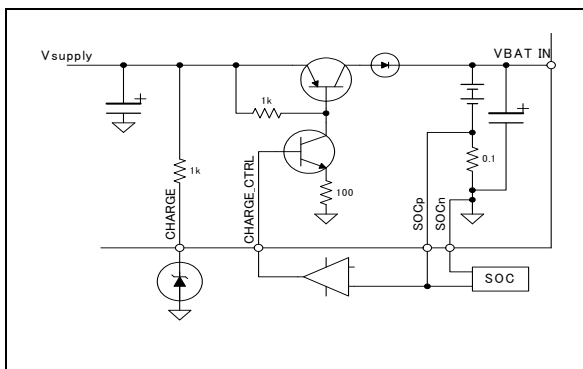 Vsupply
VBAT IN
+
1k
+
1k
0.1
100
CHARGE
CHARGE_CTRL
SOCp
SOCn
SOC